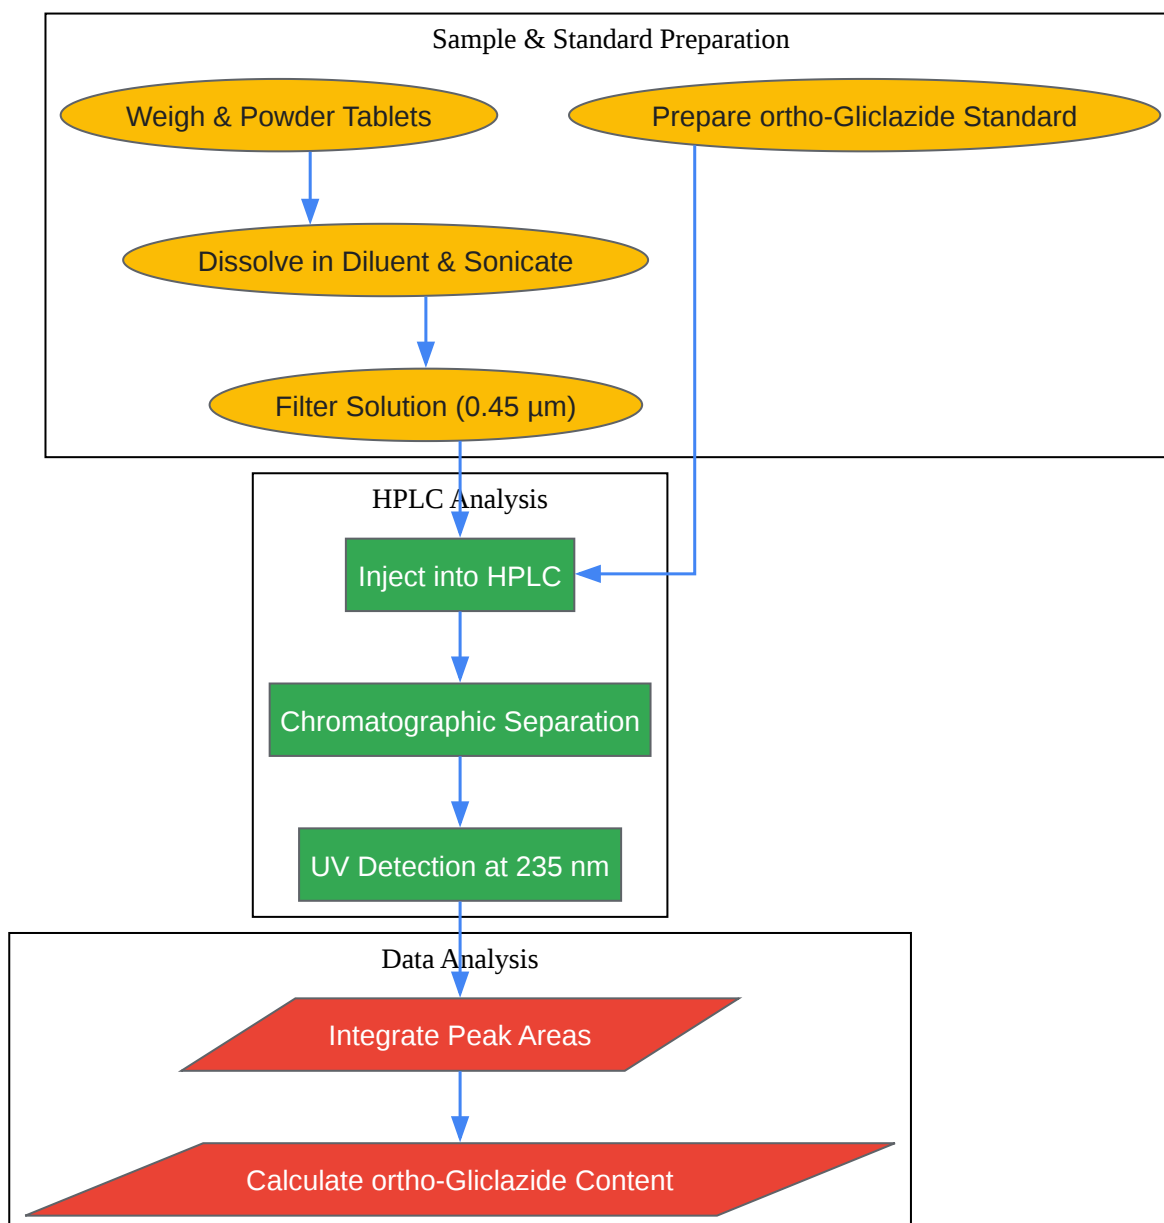 Sample & Standard Preparation
Weigh & Powder Tablets
Prepare ortho-Gliclazide Standard
Dissolve in Diluent & Sonicate
Filter Solution (0.45 µm)
HPLC Analysis
Inject into HPLC
Chromatographic Separation
UV Detection at 235 nm
Data Analysis
Integrate Peak Areas
Calculate ortho-Gliclazide Content